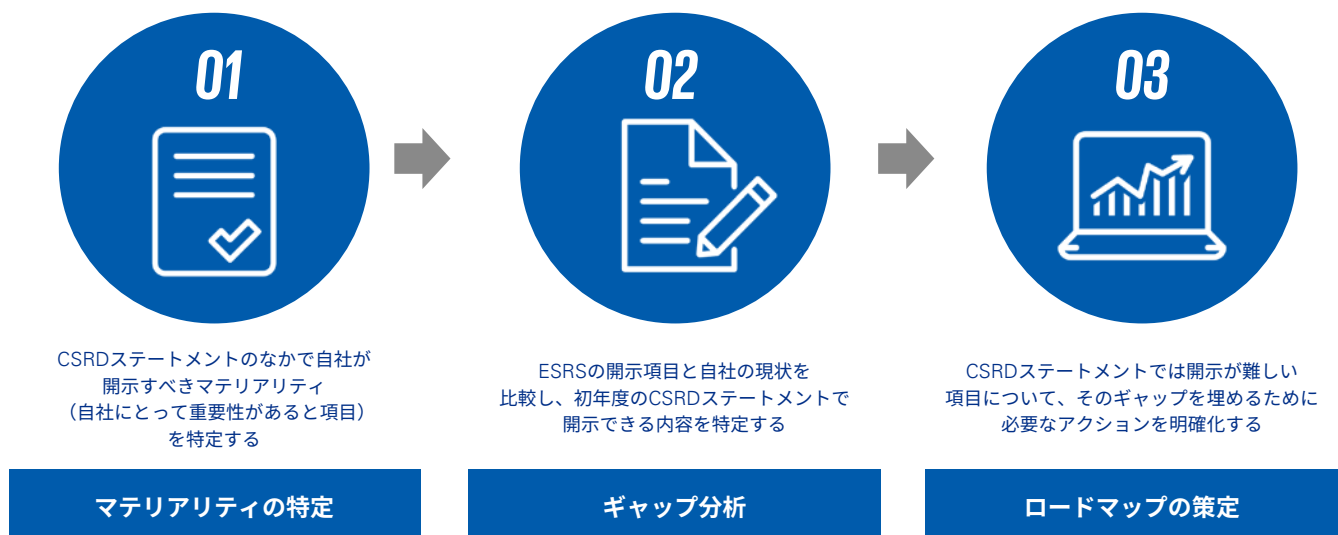 01
CSRDステートメントのなかで自社が
開示すべきマテリアリティ
（自社にとって重要性があると項目）
を特定する
マテリアリティの特定
02
ESRSの開示項目と自社の現状を
比較し、初年度のCSRDステートメントで
開示できる内容を特定する
ギャップ分析
03
CSRDステートメントでは開示が難しい
項目について、そのギャップを埋めるために
必要なアクションを明確化する
ロードマップの策定